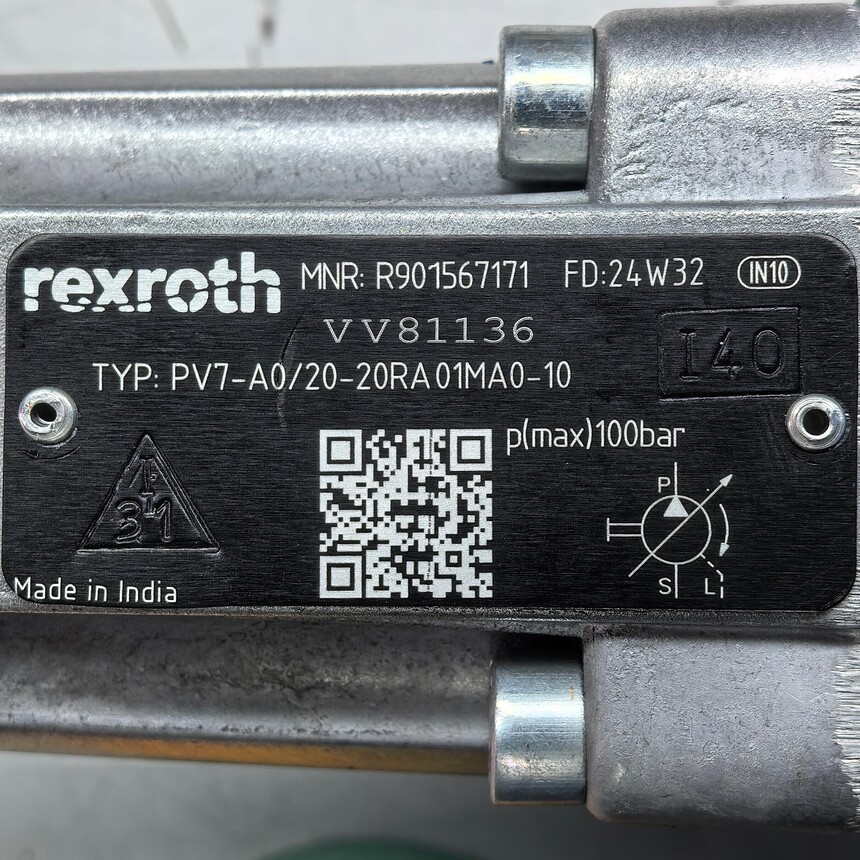 rexroth MNR: R901567171 FD:24W32 IN10
VV81136
I40
TYP: PV7-A0/20-20RA01MA0-10
p(max)100bar
P
S L
Made in India